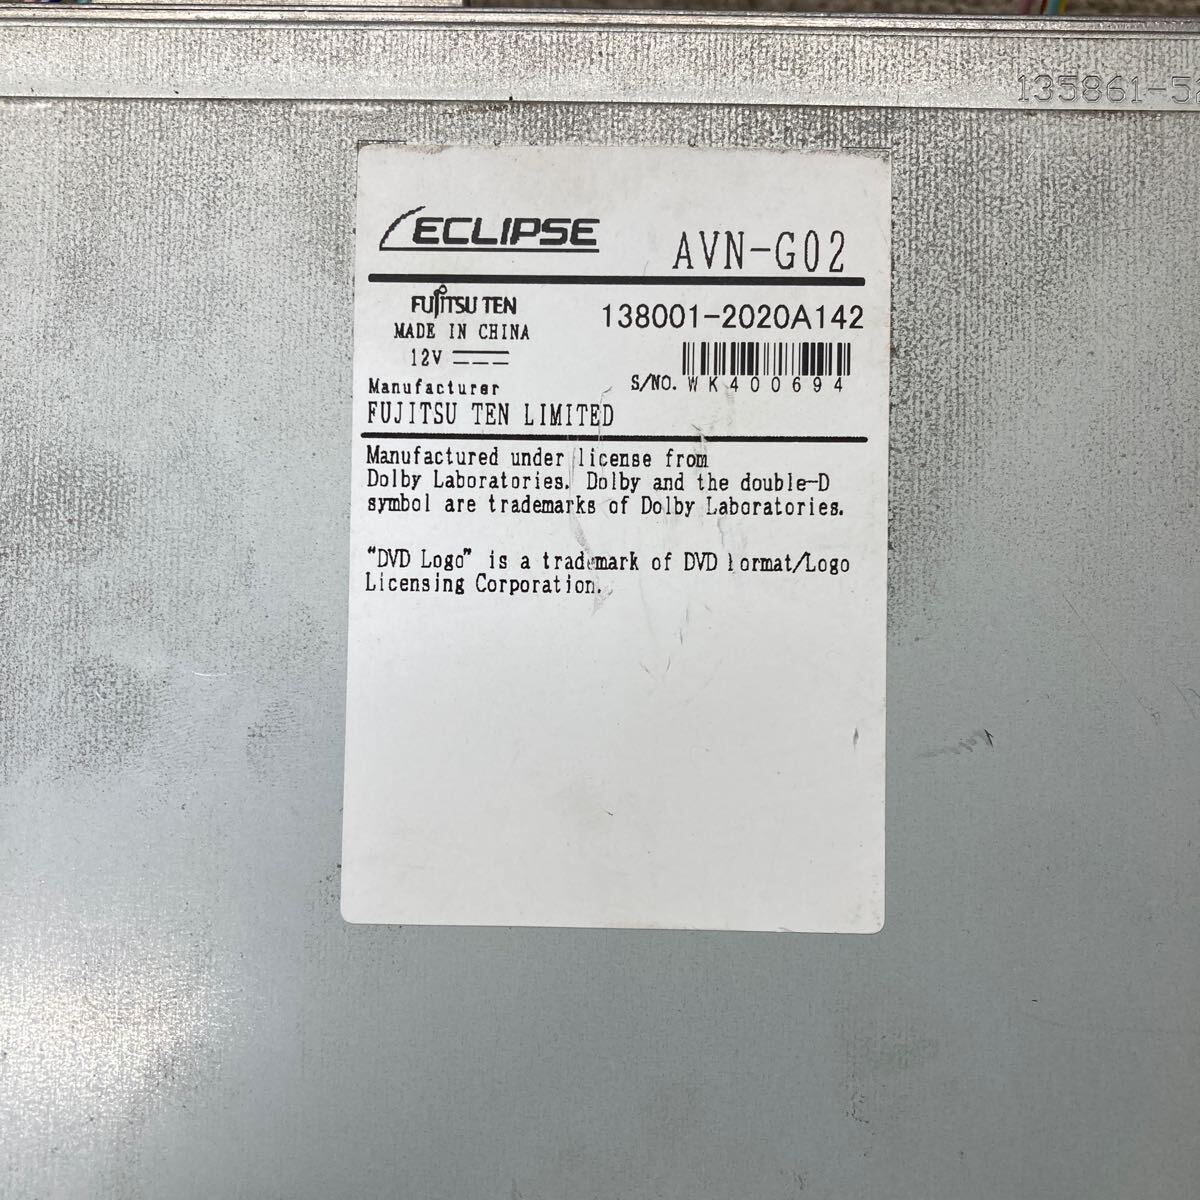 ECLIPSE AVN-G02
FUJITSU TEN 138001-2020A142
MADE IN CHINA
12V
S/NO. WK400694
Manufacturer
FUJITSU TEN LIMITED
Manufactured under license from
Dolby Laboratories. Dolby and the double-D
symbol are trademarks of Dolby Laboratories.
"DVD Logo" is a trademark of DVD Format/Logo
Licensing Corporation.